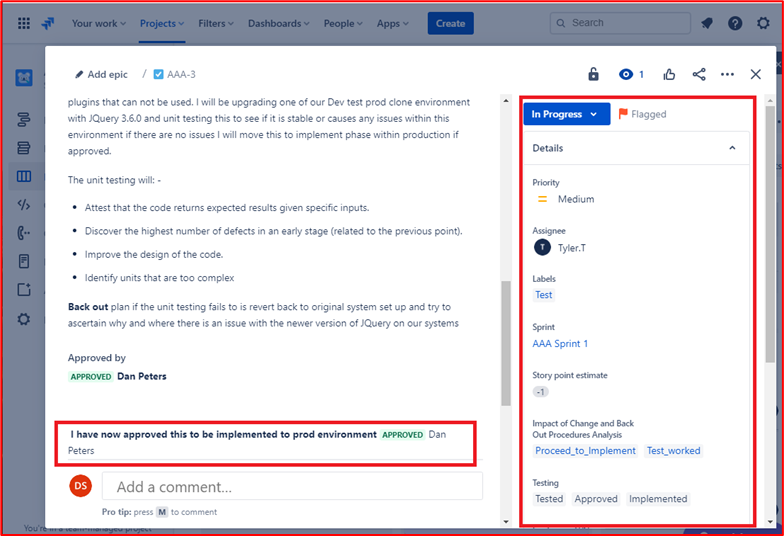 Your work Projects Filters Dashboards People Apps Create Search
Add epic / AAA-3 1
plugins that can not be used. I will be upgrading one of our Dev test prod clone environment
with JQuery 3.6.0 and unit testing this to see if it is stable or causes any issues within this
environment if there are no issues I will move this to implement phase within production if
approved.
The unit testing will: -
Attest that the code returns expected results given specific inputs.
Discover the highest number of defects in an early stage (related to the previous point).
Improve the design of the code.
Identify units that are too complex
Back out plan if the unit testing fails to is revert back to original system set up and try to
ascertain why and where there is an issue with the newer version of JQuery on our systems
Approved by
APPROVED Dan Peters
I have now approved this to be implemented to prod environment APPROVED Dan
Peters
DS Add a comment...
Pro tip: press M to comment
In Progress Flagged
Details
Priority
Medium
Assignee
T Tyler.T
Labels
Test
Sprint
AAA Sprint 1
Story point estimate
-1
Impact of Change and Back
Out Procedures Analysis
Proceed_to_Implement Test_worked
Testing
Tested Approved Implemented
You're in a team-managed project